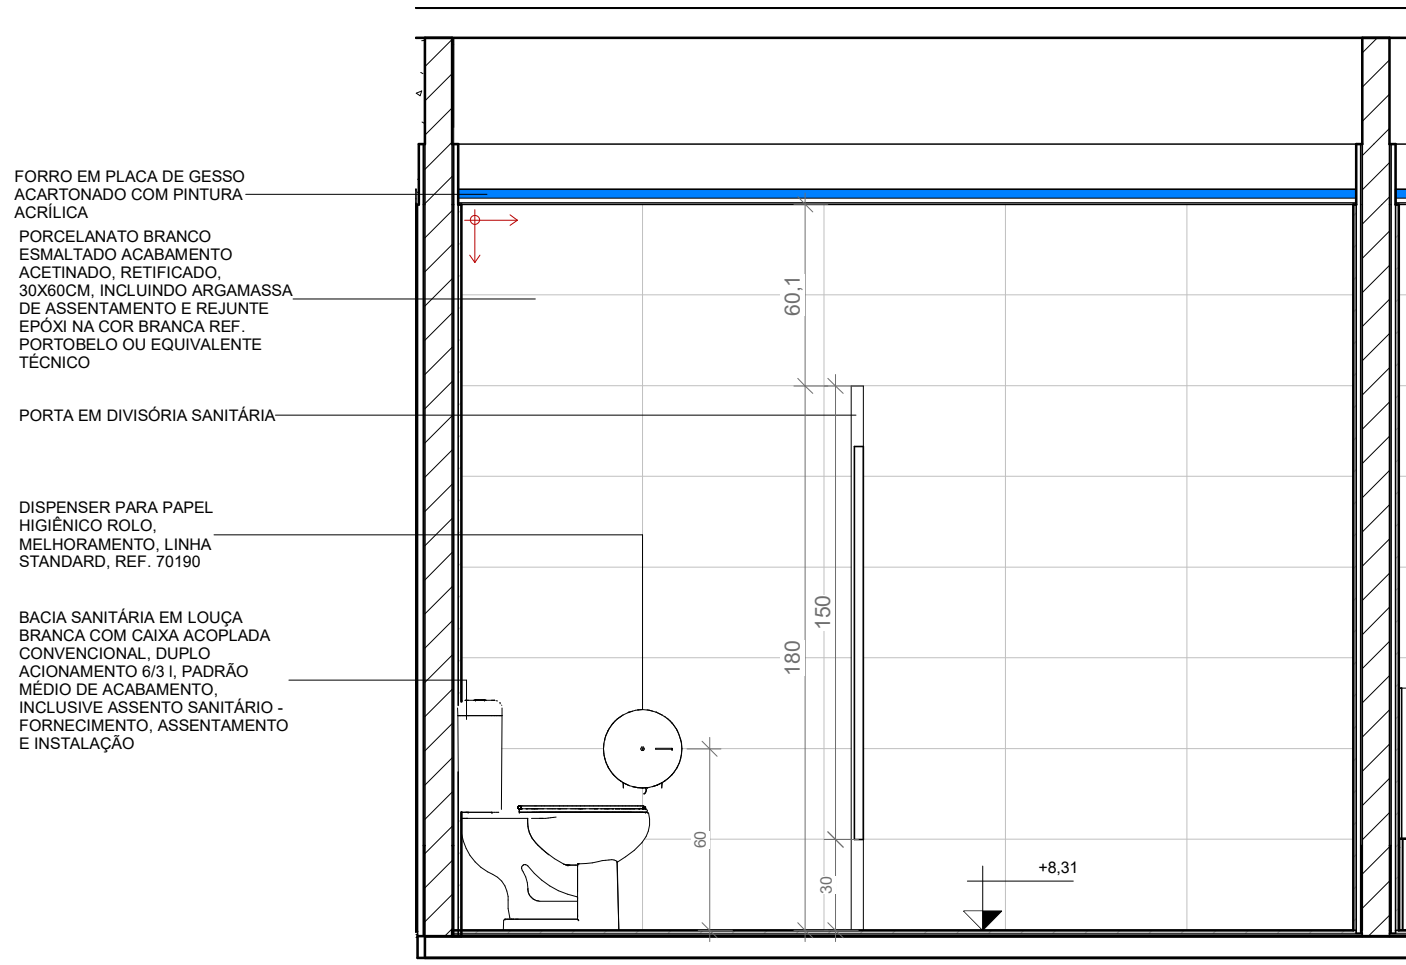 FORRO EM PLACA DE GESSO
ACARTONADO COM PINTURA
ACRÍLICA
PORCELANATO BRANCO
ESMALTADO ACABAMENTO
ACETINADO, RETIFICADO,
30X60CM, INCLUINDO ARGAMASSA
DE ASSENTAMENTO E REJUNTE
EPÓXI NA COR BRANCA REF.
PORTOBELO OU EQUIVALENTE
TÉCNICO
PORTA EM DIVISÓRIA SANITÁRIA
DISPENSER PARA PAPEL
HIGIÊNICO ROLO,
MELHORAMENTO, LINHA
STANDARD, REF. 70190
BACIA SANITÁRIA EM LOUÇA
BRANCA COM CAIXA ACOPLADA
CONVENCIONAL, DUPLO
ACIONAMENTO 6/3 l, PADRÃO
MÉDIO DE ACABAMENTO,
INCLUSIVE ASSENTO SANITÁRIO -
FORNECIMENTO, ASSENTAMENTO
E INSTALAÇÃO
60,1
150
180
60
30
+8,31